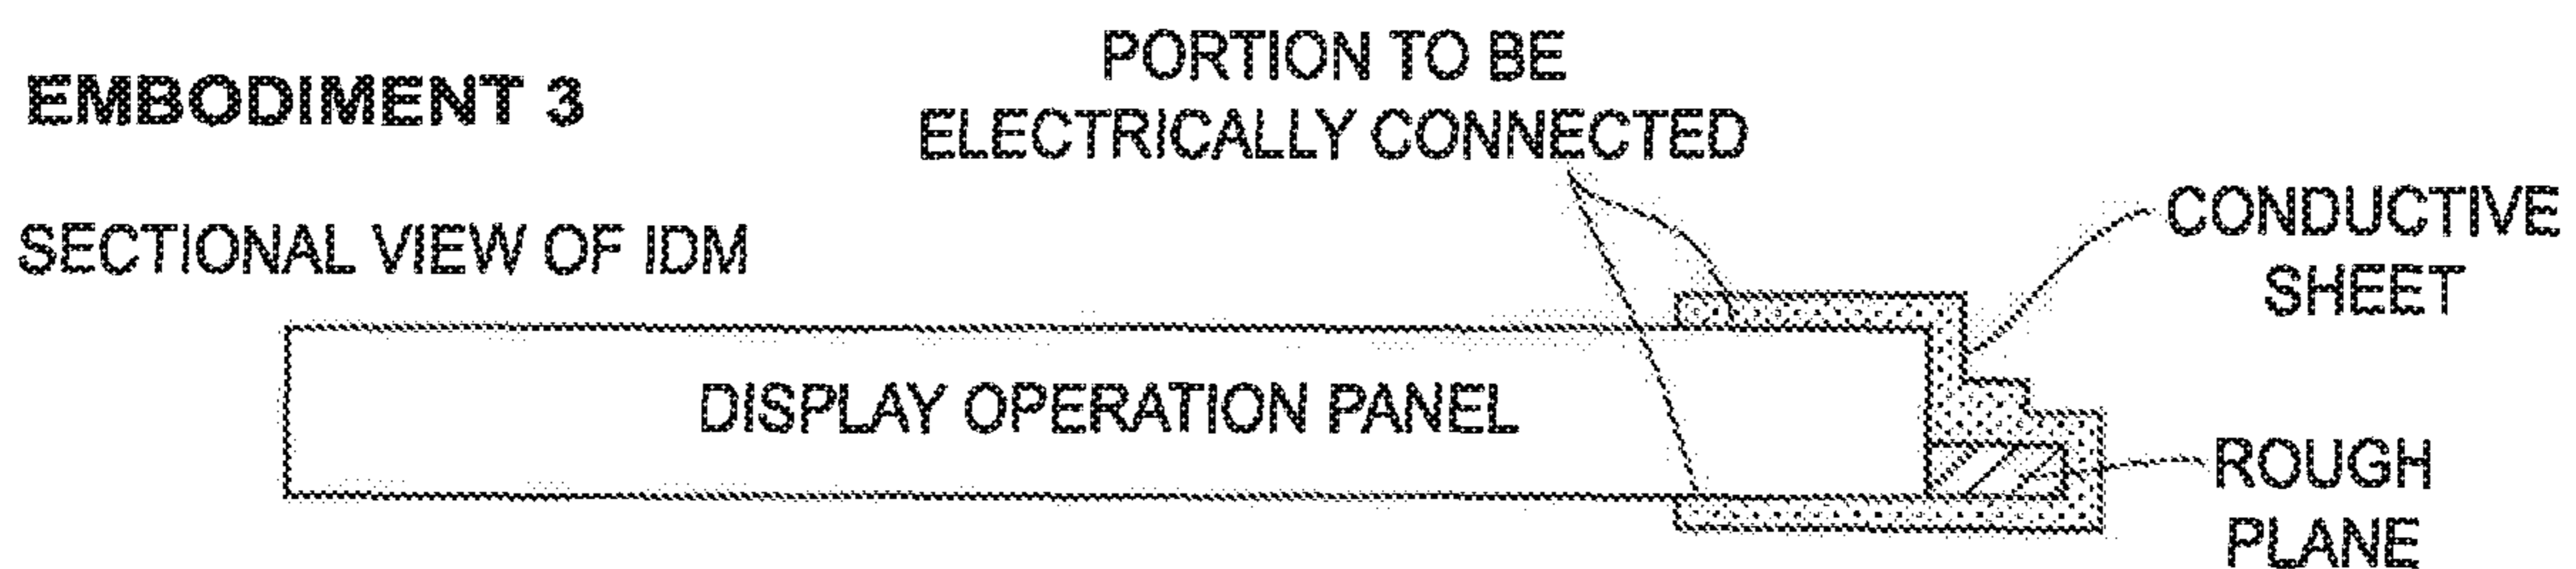 EMBODIMENT 3
SECTIONAL VIEW OF IDM
PORTION TO BE
ELECTRICALLY CONNECTED
CONDUCTIVE
SHEET
DISPLAY OPERATION PANEL
ROUGH
PLANE